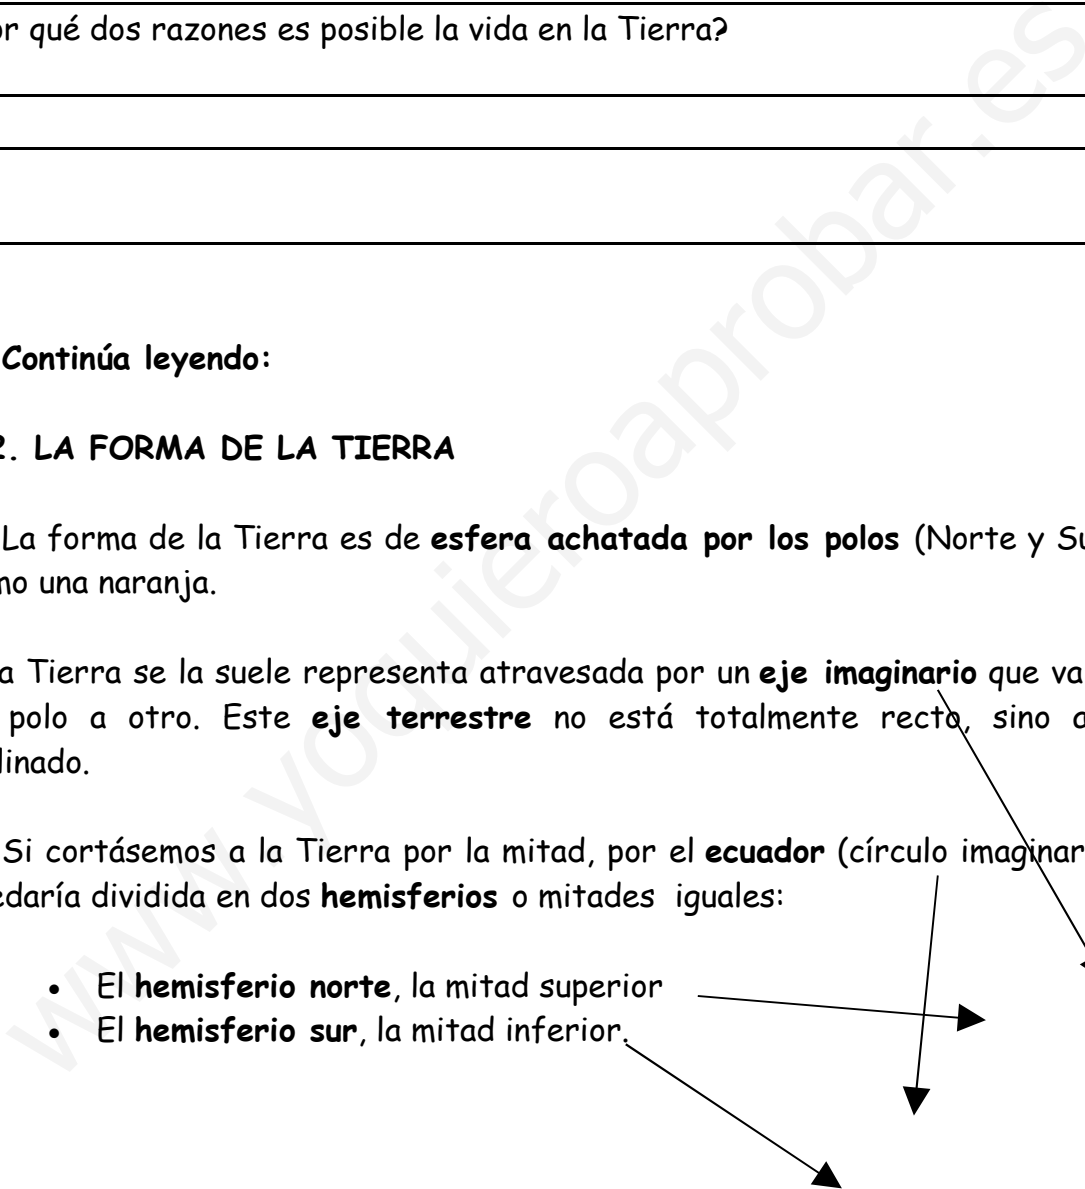 or qué dos razones es posible la vida en la Tierra?
Continúa leyendo:
2. LA FORMA DE LA TIERRA
La forma de la Tierra es de esfera achatada por los polos (Norte y Su
mo una naranja.
a Tierra se la suele representa atravesada por un eje imaginario que va
polo a otro. Este eje terrestre no está totalmente recto, sino a
linado.
Si cortásemos a la Tierra por la mitad, por el ecuador (círculo imaginar
edaría dividida en dos hemisferios o mitades iguales:
• El hemisferio norte, la mitad superior
• El hemisferio sur, la mitad inferior.
www.yoquieroaprobar.es